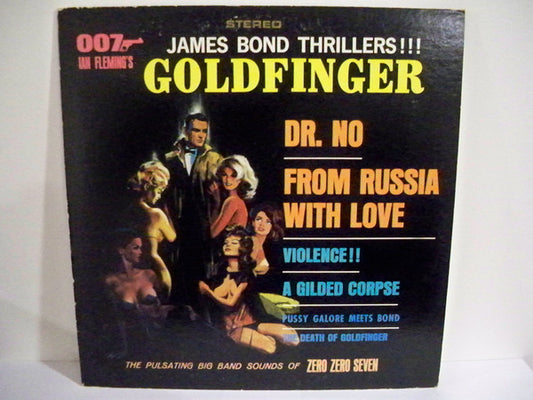 STEREO
007
IAN FLEMING'S
JAMES BOND THRILLERS!!!
GOLDFINGER
DR. NO
FROM RUSSIA
WITH LOVE
VIOLENCE!!
A GILDED CORPSE
PUSSY GALORE MEETS BOND
THE DEATH OF GOLDFINGER
THE PULSATING BIG BAND SOUNDS OF ZERO ZERO SEVEN